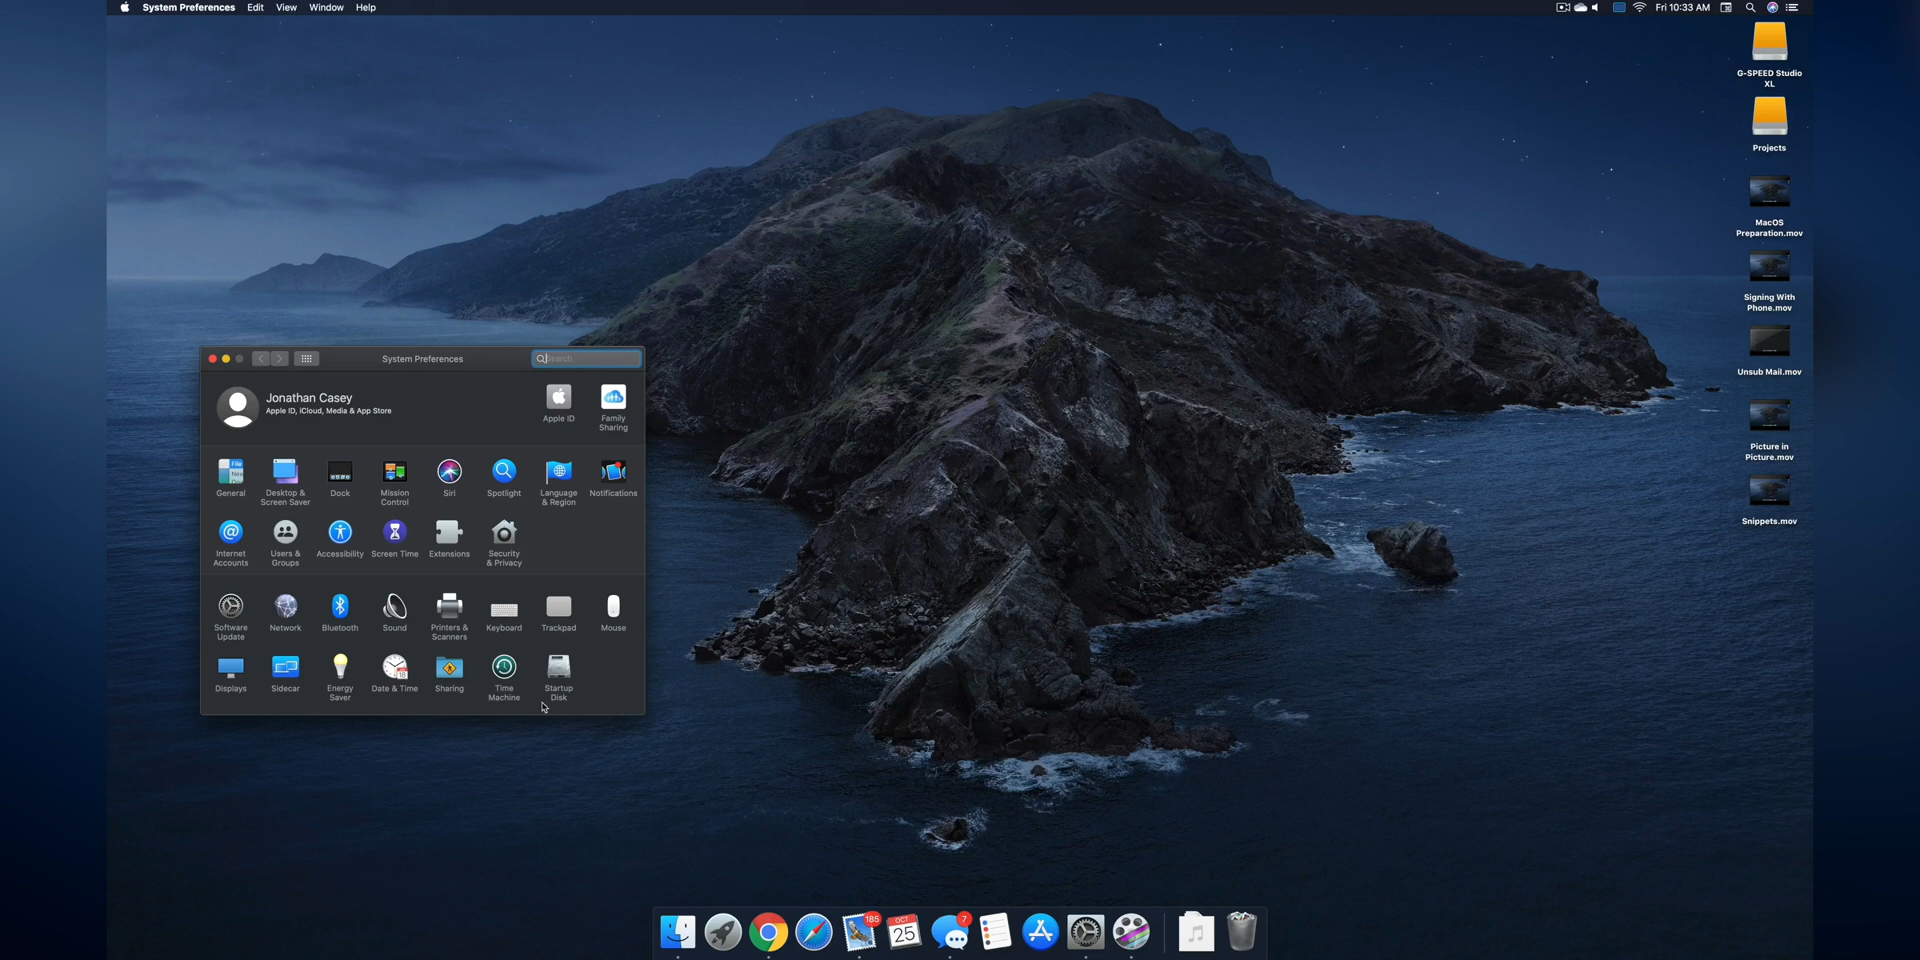 System Preferences Edit View Window Help
Fri 10:33 AM
G-SPEED Studio
XL
Projects
MacOS
Preparation.mov
Signing With
Phone.mov
Unsub Mail.mov
Picture in
Picture.mov
Snippets.mov
System Preferences
Search
Jonathan Casey
Apple ID, iCloud, Media & App Store
Apple ID
Family
Sharing
File
New
General
Desktop &
Screen Saver
Dock
Mission
Control
Siri
Spotlight
Language
& Region
Notifications
Internet
Accounts
Users &
Groups
Accessibility
Screen Time
Extensions
Security
& Privacy
Software
Update
Network
Bluetooth
Sound
Printers &
Scanners
Keyboard
Trackpad
Mouse
Displays
Sidecar
Energy
Saver
18
Date & Time
Sharing
Time
Machine
Startup
Disk
185
OCT
25
7